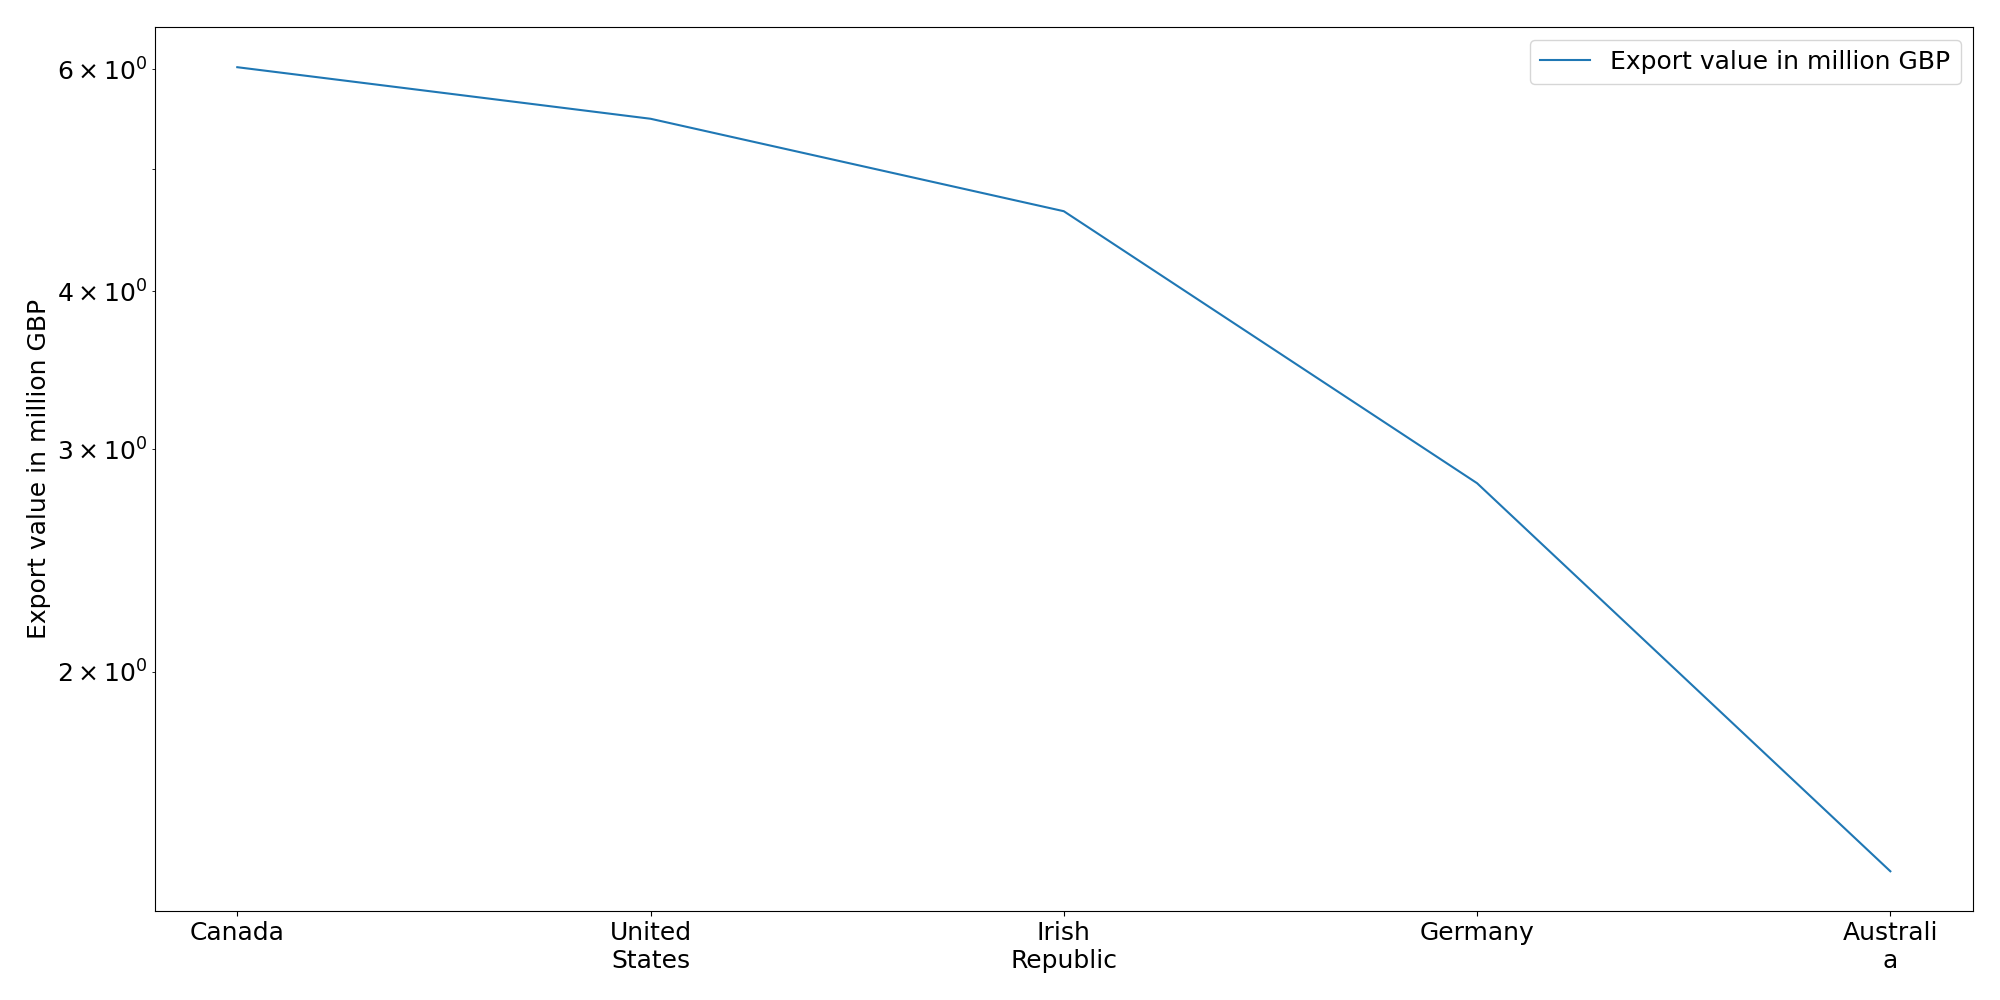 Export value in million GBP
6 × 10⁰
4 × 10⁰
3 × 10⁰
2 × 10⁰
Export value in million GBP
Canada
United
States
Irish
Republic
Germany
Australi
a